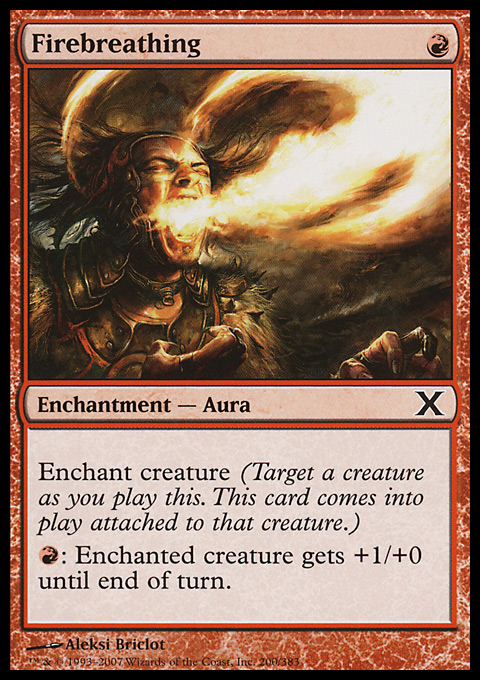 Firebreathing
Enchantment — Aura
X
Enchant creature (Target a creature
as you play this. This card comes into
play attached to that creature.)
: Enchanted creature gets +1/+0
until end of turn.
Aleksi Briclot
™ & © 1993-2007 Wizards of the Coast, Inc. 200/383